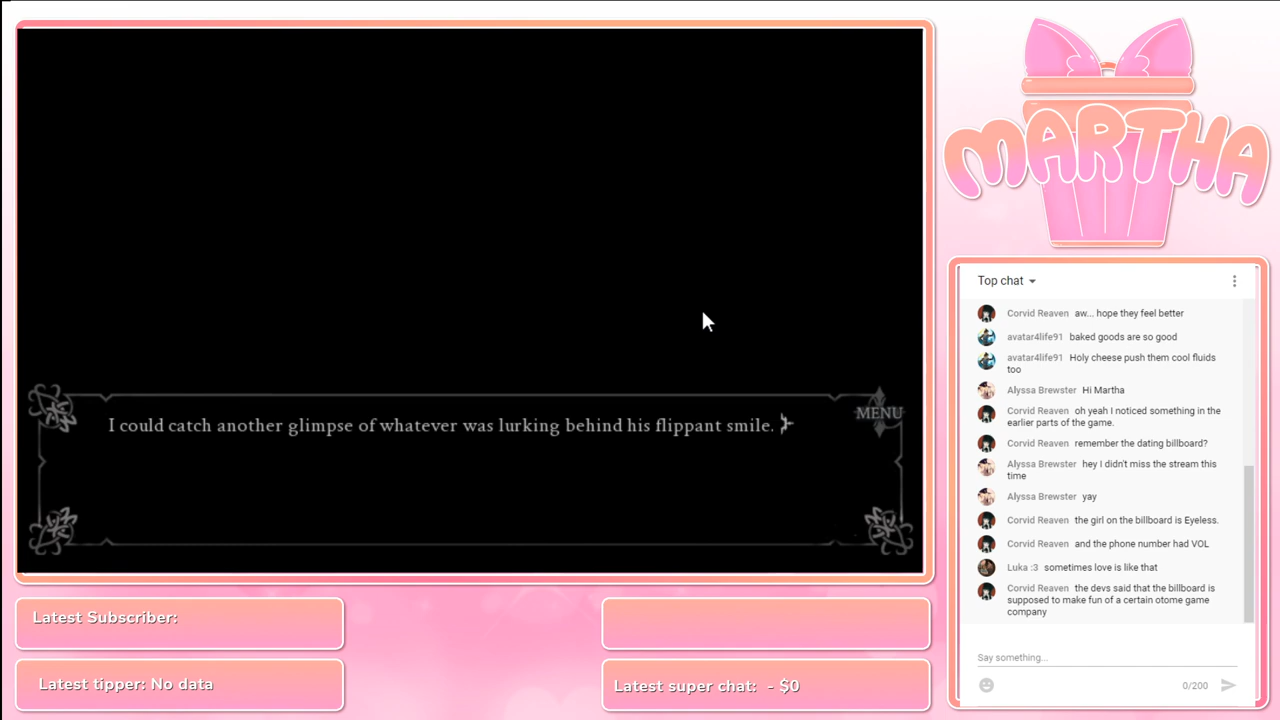 I could catch another glimpse of whatever was lurking behind his flippant smile.
MENU
Latest Subscriber:
Latest tipper: No data
Latest super chat:  - $0
MARTHA
Top chat
Corvid Reaven aw... hope they feel better
avatar4life91 baked goods are so good
avatar4life91 Holy cheese push them cool fluids
too
Alyssa Brewster Hi Martha
Corvid Reaven oh yeah I noticed something in the
earlier parts of the game.
Corvid Reaven remember the dating billboard?
Alyssa Brewster hey I didn't miss the stream this
time
Alyssa Brewster yay
Corvid Reaven the girl on the billboard is Eyeless.
Corvid Reaven and the phone number had VOL
Luka :3 sometimes love is like that
Corvid Reaven the devs said that the billboard is
supposed to make fun of a certain otome game
company
Say something...
0/200